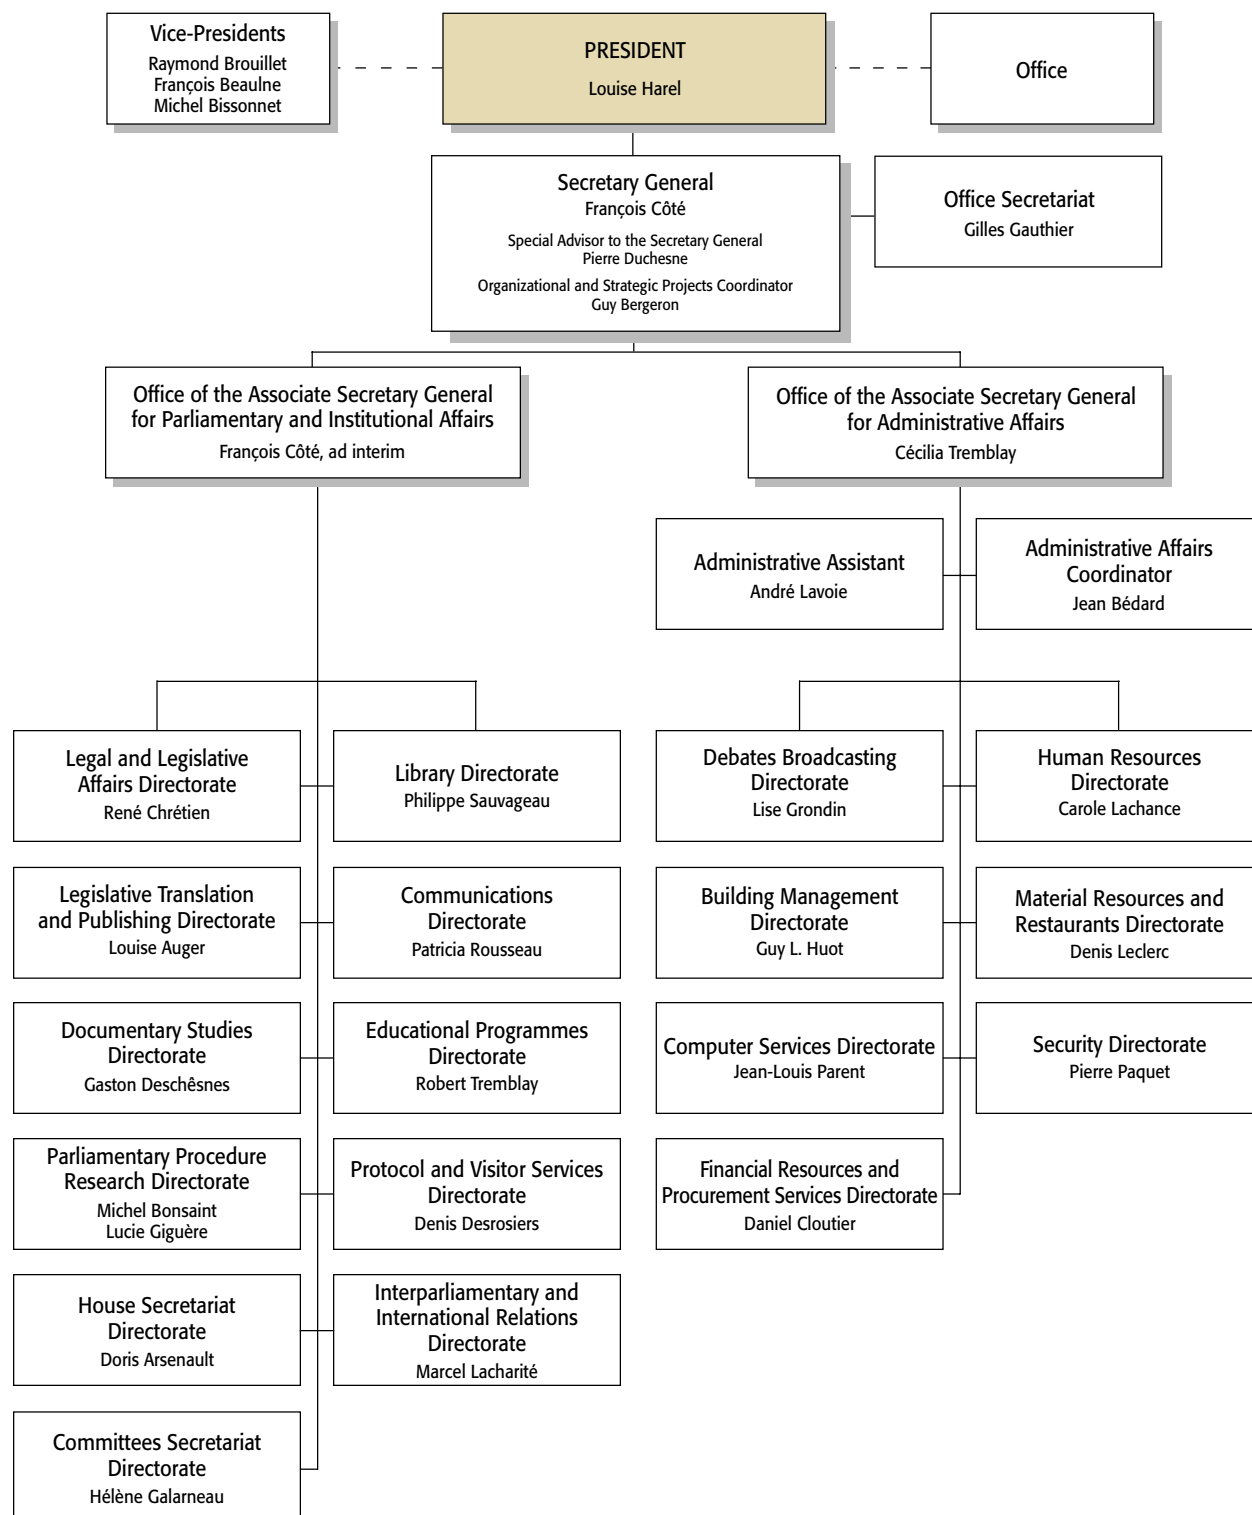 Vice-Presidents
Raymond Brouillet
François Beaulne
Michel Bissonnet
PRESIDENT
Louise Harel
Office
Secretary General
François Côté
Special Advisor to the Secretary General
Pierre Duchesne
Organizational and Strategic Projects Coordinator
Guy Bergeron
Office Secretariat
Gilles Gauthier
Office of the Associate Secretary General
for Parliamentary and Institutional Affairs
François Côté, ad interim
Office of the Associate Secretary General
for Administrative Affairs
Cécilia Tremblay
Administrative Assistant
André Lavoie
Administrative Affairs
Coordinator
Jean Bédard
Legal and Legislative
Affairs Directorate
René Chrétien
Library Directorate
Philippe Sauvageau
Debates Broadcasting
Directorate
Lise Grondin
Human Resources
Directorate
Carole Lachance
Legislative Translation
and Publishing Directorate
Louise Auger
Communications
Directorate
Patricia Rousseau
Building Management
Directorate
Guy L. Huot
Material Resources and
Restaurants Directorate
Denis Leclerc
Documentary Studies
Directorate
Gaston Deschêsnes
Educational Programmes
Directorate
Robert Tremblay
Computer Services Directorate
Jean-Louis Parent
Security Directorate
Pierre Paquet
Parliamentary Procedure
Research Directorate
Michel Bonsaint
Lucie Giguère
Protocol and Visitor Services
Directorate
Denis Desrosiers
Financial Resources and
Procurement Services Directorate
Daniel Cloutier
House Secretariat
Directorate
Doris Arsenault
Interparliamentary and
International Relations
Directorate
Marcel Lacharité
Committees Secretariat
Directorate
Hélène Galarneau